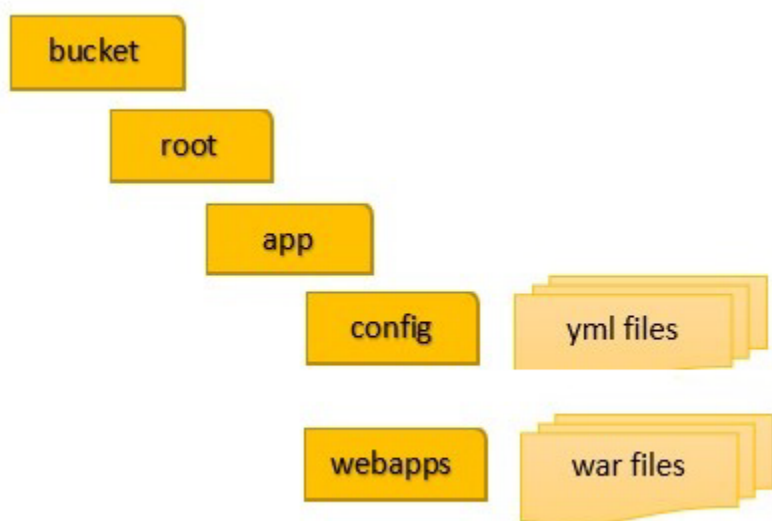 bucket
root
app
config
yml files
webapps
war files